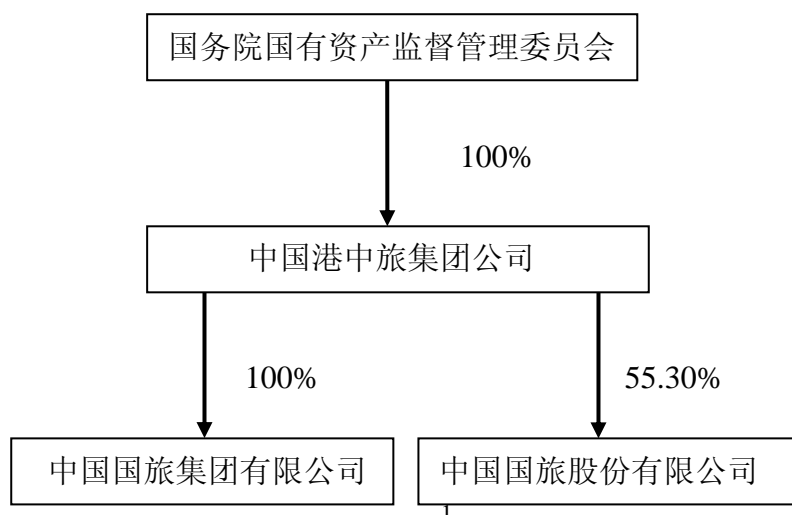 国务院国有资产监督管理委员会
100%
中国港中旅集团公司
100%
55.30%
中国国旅集团有限公司
中国国旅股份有限公司